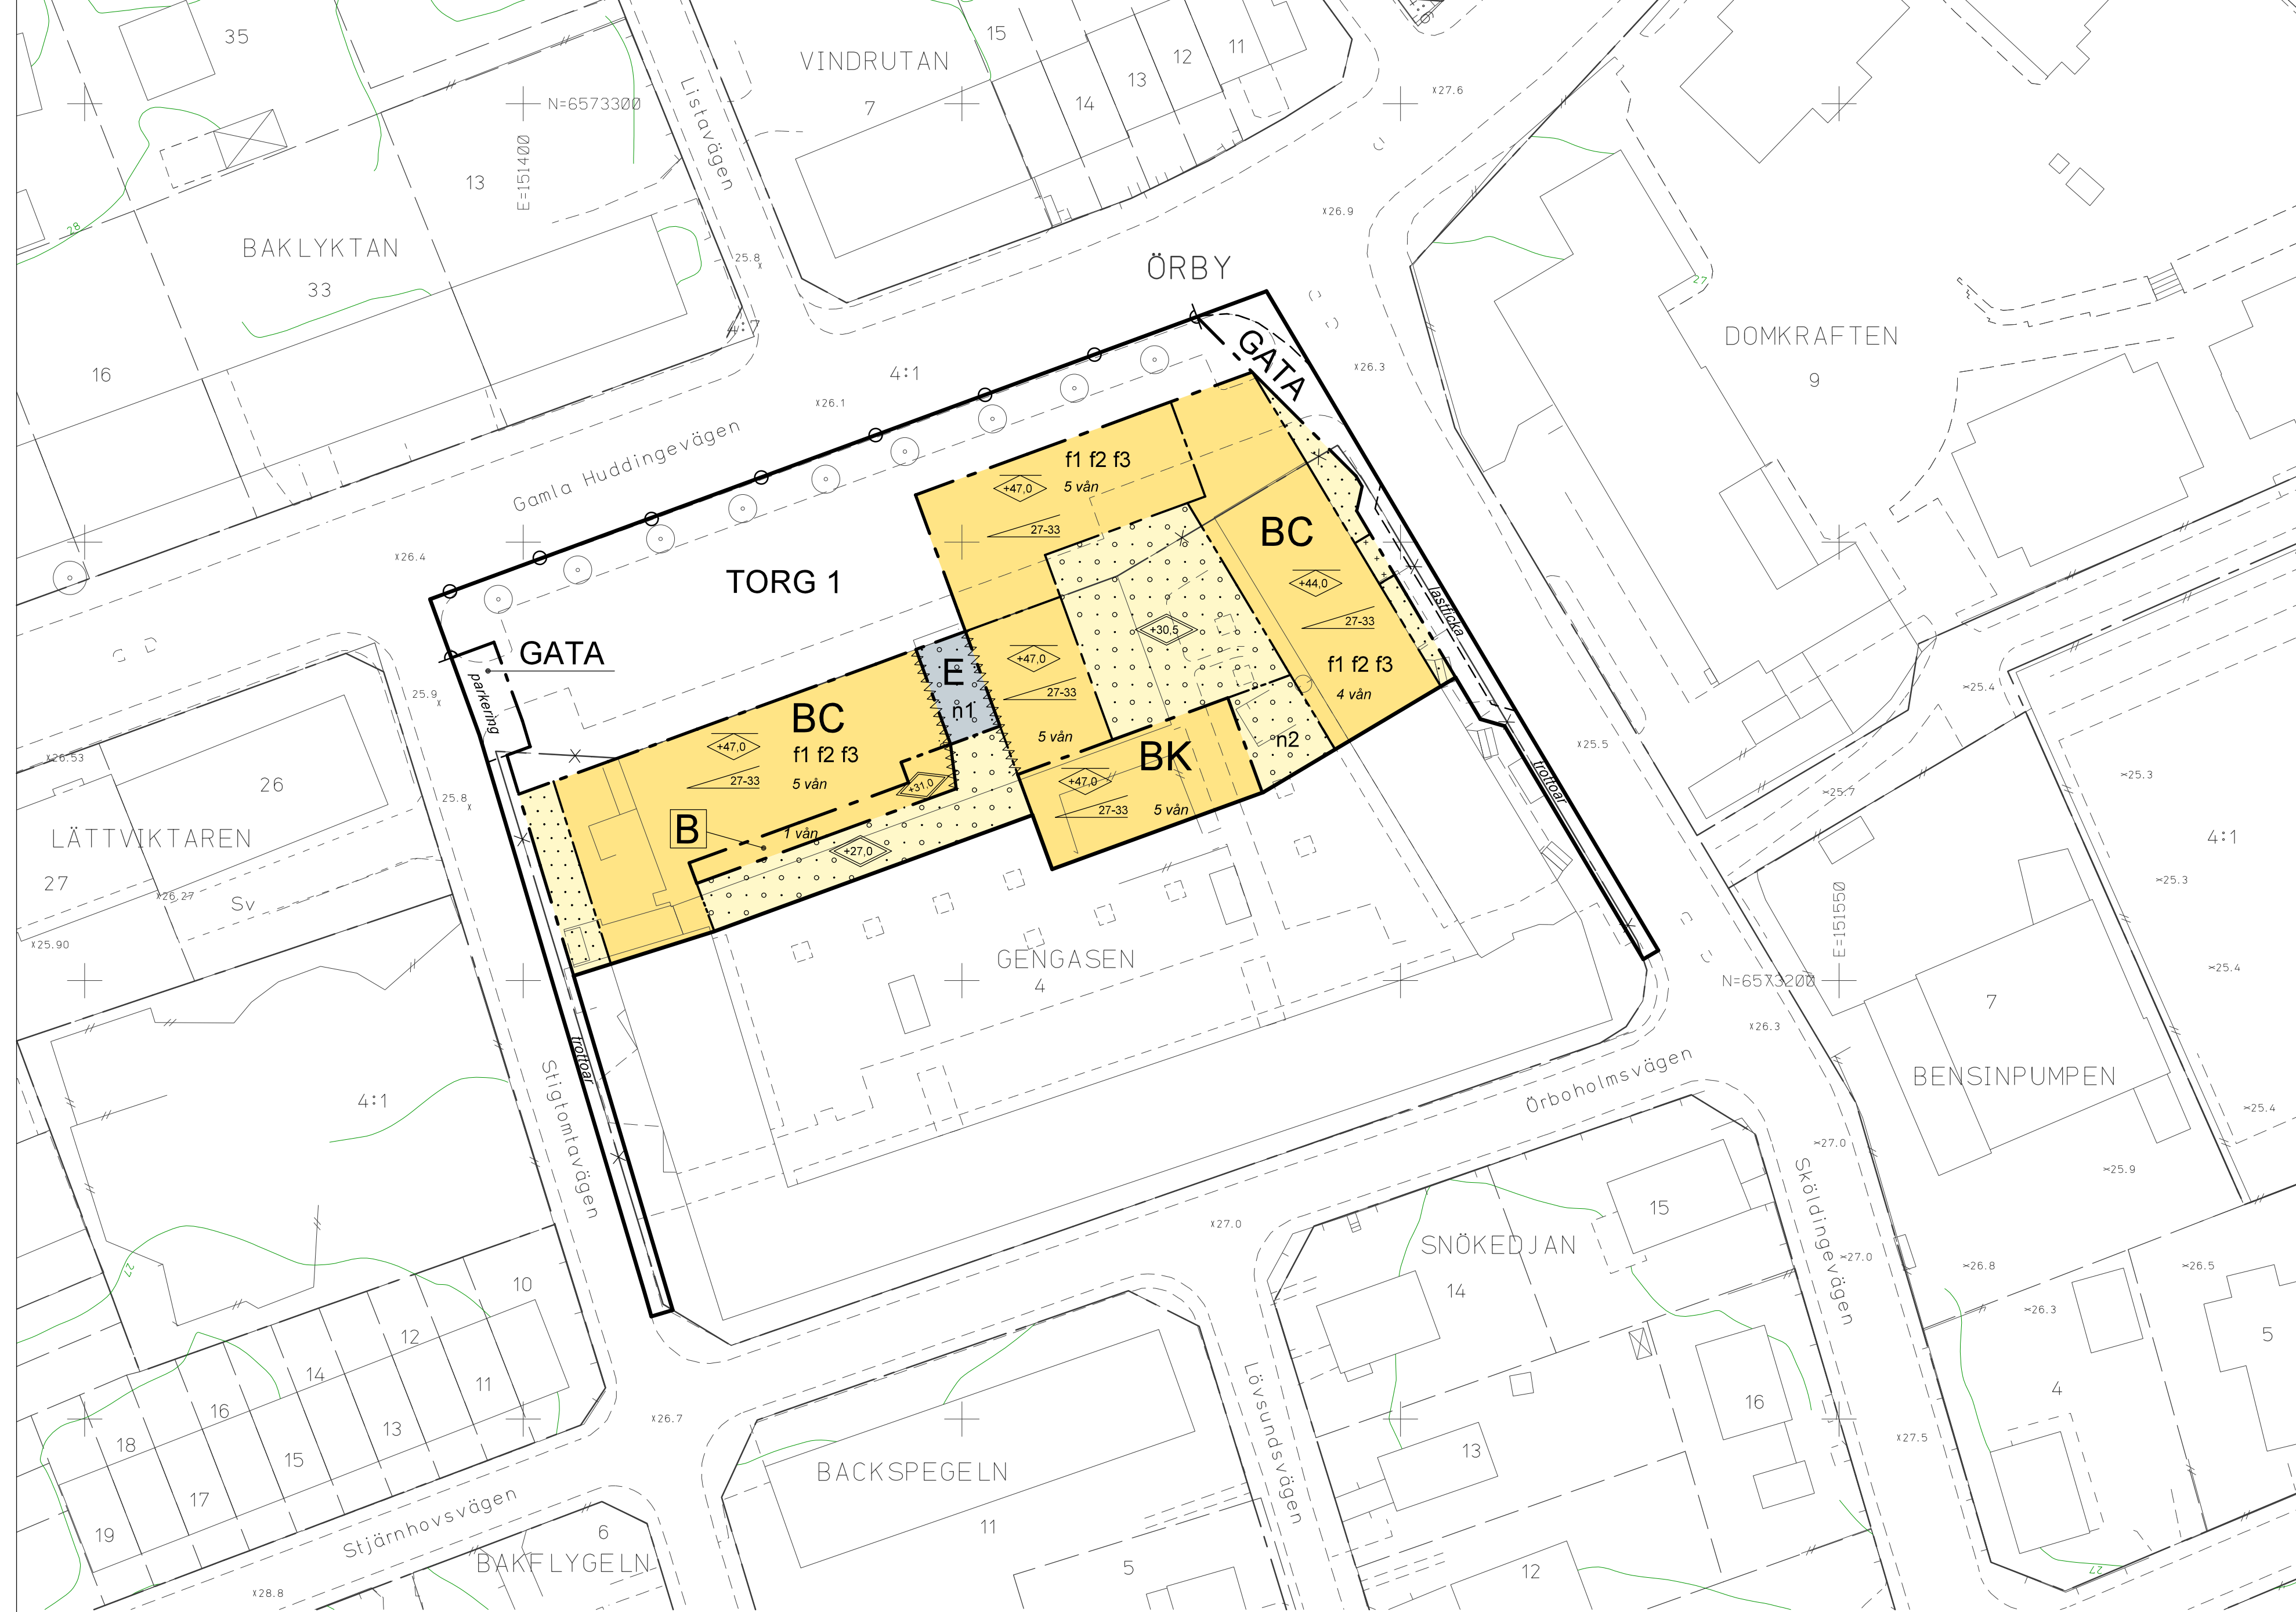 35
VINDRUTAN
7
15
14
13
12
11
x27.6
N=6573300
E=151400
Listavägen
13
x26.9
28
BAKLYKTAN
33
25.8
x
4:7
ÖRBY
27
DOMKRAFTEN
9
16
4:1
x26.1
x26.3
GATA
Gamla Huddingevägen
f1 f2 f3
+47,0
5 vån
27-33
BC
+44,0
27-33
f1 f2 f3
4 vån
lastficka
x26.4
TORG 1
GATA
parkering
+30,5
E
n1
+47,0
27-33
5 vån
25.9
x
x26.53
26
25.8
x
LÄTTVIKTAREN
27
x26.27
Sv
x25.90
BC
+47,0
f1 f2 f3
27-33
5 vån
+31,0
B
1 vån
+27,0
BK
+47,0
27-33
5 vån
n2
x25.4
x25.5
x25.7
x25.3
trottoar
4:1
x25.3
E=151550
N=6573200
x25.4
GENGASEN
4
x26.3
7
BENSINPUMPEN
trottoar
Stigtomtavägen
4:1
Örboholmsvägen
x25.4
x27.0
x25.9
Sköldingevägen
x27.0
SNÖKEDJAN
15
14
x27.0
x26.8
x26.5
x26.3
5
27
10
12
14
11
16
13
18
15
17
19
x26.7
16
4
x27.5
13
Lövsundsvägen
BACKSPEGELN
11
Stjärnhovsvägen
6
BAKFLYGELN
x28.8
5
12
27